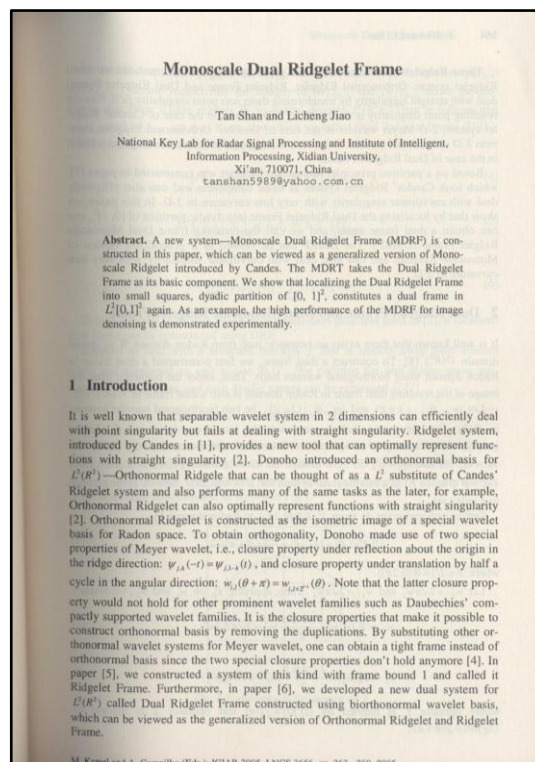 Monoscale Dual Ridgelet Frame
Tan Shan and Licheng Jiao
National Key Lab for Radar Signal Processing and Institute of Intelligent,
Information Processing, Xidian University,
Xi'an, 710071, China
tanshan5989@yahoo.com.cn
Abstract. A new system—Monoscale Dual Ridgelet Frame (MDRF) is con-
structed in this paper, which can be viewed as a generalized version of Mono-
scale Ridgelet introduced by Candes. The MDRT takes the Dual Ridgelet
Frame as its basic component. We show that localizing the Dual Ridgelet Frame
into small squares, dyadic partition of [0, 1]², constitutes a dual frame in
L²[0,1]² again. As an example, the high performance of the MDRF for image
denoising is demonstrated experimentally.
1 Introduction
It is well known that separable wavelet system in 2 dimensions can efficiently deal
with point singularity but fails at dealing with straight singularity. Ridgelet system,
introduced by Candes in [1], provides a new tool that can optimally represent func-
tions with straight singularity [2]. Donoho introduced an orthonormal basis for
L²(R²)—Orthonormal Ridgele that can be thought of as a L² substitute of Candes'
Ridgelet system and also performs many of the same tasks as the later, for example,
Orthonormal Ridgelet can also optimally represent functions with straight singularity
[2]. Orthonormal Ridgelet is constructed as the isometric image of a special wavelet
basis for Radon space. To obtain orthogonality, Donoho made use of two special
properties of Meyer wavelet, i.e., closure property under reflection about the origin in
the ridge direction: ψ_{j,k}(−t) = ψ_{j,1−k}(t), and closure property under translation by half a
cycle in the angular direction: w_{i,l}(θ + π) = w_{i,l+2^{i−1}}(θ). Note that the latter closure prop-
erty would not hold for other prominent wavelet families such as Daubechies' com-
pactly supported wavelet families. It is the closure properties that make it possible to
construct orthonormal basis by removing the duplications. By substituting other or-
thonormal wavelet systems for Meyer wavelet, one can obtain a tight frame instead of
orthonormal basis since the two special closure properties don't hold anymore [4]. In
paper [5], we constructed a system of this kind with frame bound 1 and called it
Ridgelet Frame. Furthermore, in paper [6], we developed a new dual system for
L²(R²) called Dual Ridgelet Frame constructed using biorthonormal wavelet basis,
which can be viewed as the generalized version of Orthonormal Ridgelet and Ridgelet
Frame.